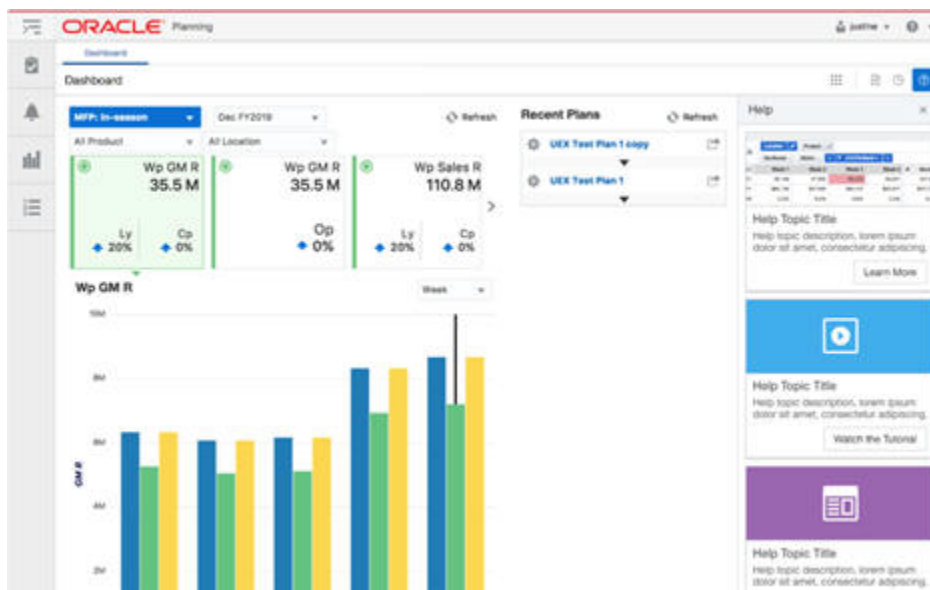 ORACLE Planning
justine
Dashboard
Dashboard
MFP: In-season
Dec FY2019
Refresh
All Product
All Location
Wp GM R
35.5 M
Ly
20%
Cp
0%
Wp GM R
35.5 M
Op
0%
Wp Sales R
110.8 M
Ly
20%
Cp
0%
Wp GM R
Week
10M
8M
6M
4M
2M
GM R
Recent Plans
Refresh
UEX Test Plan 1 copy
UEX Test Plan 1
Help
Help Topic Title
Help topic description, lorem ipsum
dolor sit amet, consectetur adipiscing.
Learn More
Help Topic Title
Help topic description, lorem ipsum
dolor sit amet, consectetur adipiscing.
Watch the Tutorial
Help Topic Title
Help topic description, lorem ipsum
dolor sit amet, consectetur adipiscing.